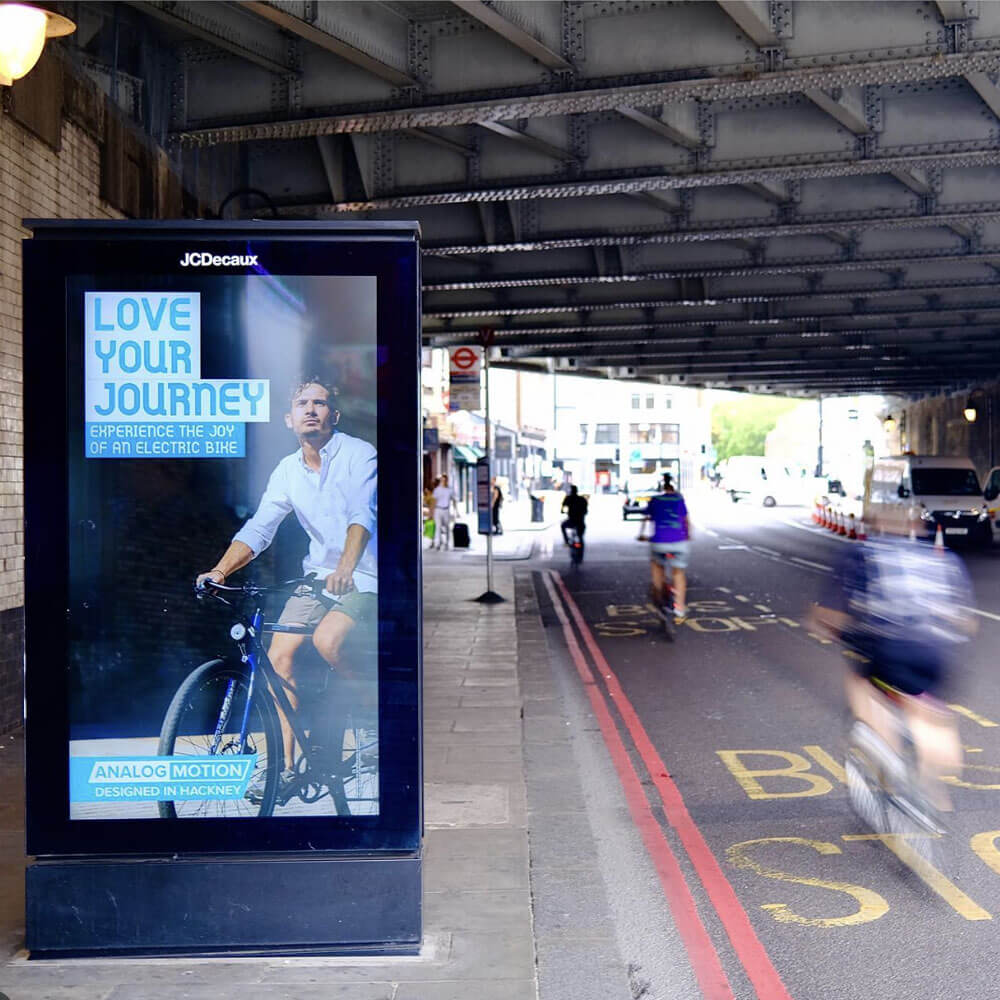 JCDecaux
LOVE
YOUR
JOURNEY
EXPERIENCE THE JOY
OF AN ELECTRIC BIKE
ANALOG MOTION
DESIGNED IN HACKNEY
BUS
STOP
BUS
STO